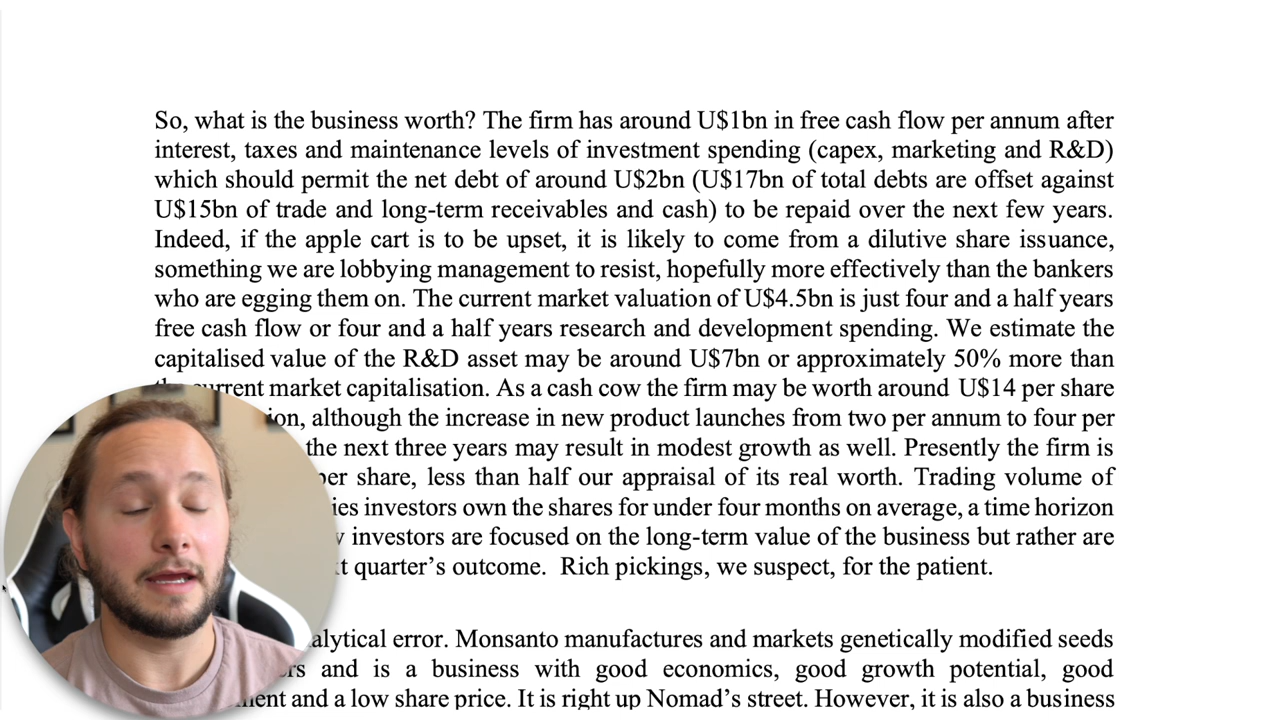 So, what is the business worth? The firm has around U$1bn in free cash flow per annum after
interest, taxes and maintenance levels of investment spending (capex, marketing and R&D)
which should permit the net debt of around U$2bn (U$17bn of total debts are offset against
U$15bn of trade and long-term receivables and cash) to be repaid over the next few years.
Indeed, if the apple cart is to be upset, it is likely to come from a dilutive share issuance,
something we are lobbying management to resist, hopefully more effectively than the bankers
who are egging them on. The current market valuation of U$4.5bn is just four and a half years
free cash flow or four and a half years research and development spending. We estimate the
capitalised value of the R&D asset may be around U$7bn or approximately 50% more than
current market capitalisation. As a cash cow the firm may be worth around U$14 per share
although the increase in new product launches from two per annum to four per
the next three years may result in modest growth as well. Presently the firm is
per share, less than half our appraisal of its real worth. Trading volume of
investors own the shares for under four months on average, a time horizon
investors are focused on the long-term value of the business but rather are
quarter’s outcome. Rich pickings, we suspect, for the patient.
error. Monsanto manufactures and markets genetically modified seeds
and is a business with good economics, good growth potential, good
and a low share price. It is right up Nomad’s street. However, it is also a business